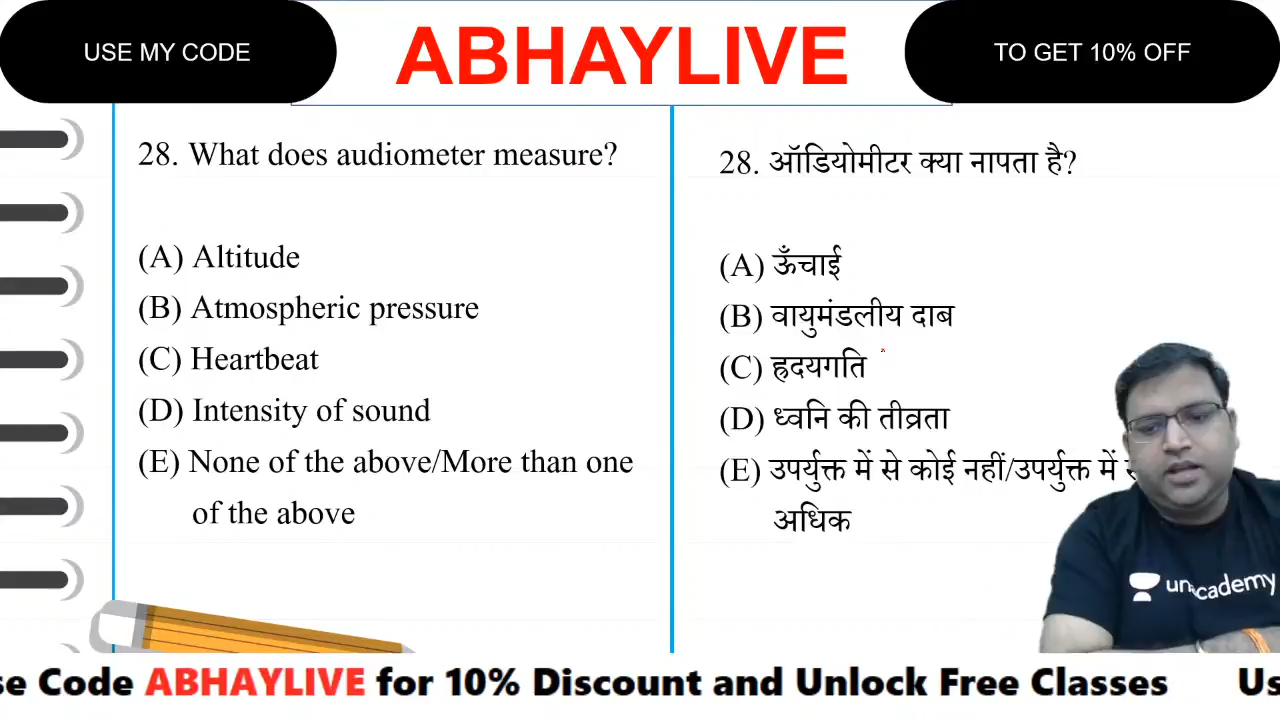 USE MY CODE
ABHAYLIVE
TO GET 10% OFF
28. What does audiometer measure?
(A) Altitude
(B) Atmospheric pressure
(C) Heartbeat
(D) Intensity of sound
(E) None of the above/More than one
of the above
28. ऑडियोमीटर क्या नापता है?
(A) ऊँचाई
(B) वायुमंडलीय दाब
(C) ह्रदयगति
(D) ध्वनि की तीव्रता
(E) उपर्युक्त में से कोई नहीं/उपर्युक्त में
अधिक
unacademy
se Code ABHAYLIVE for 10% Discount and Unlock Free Classes Us